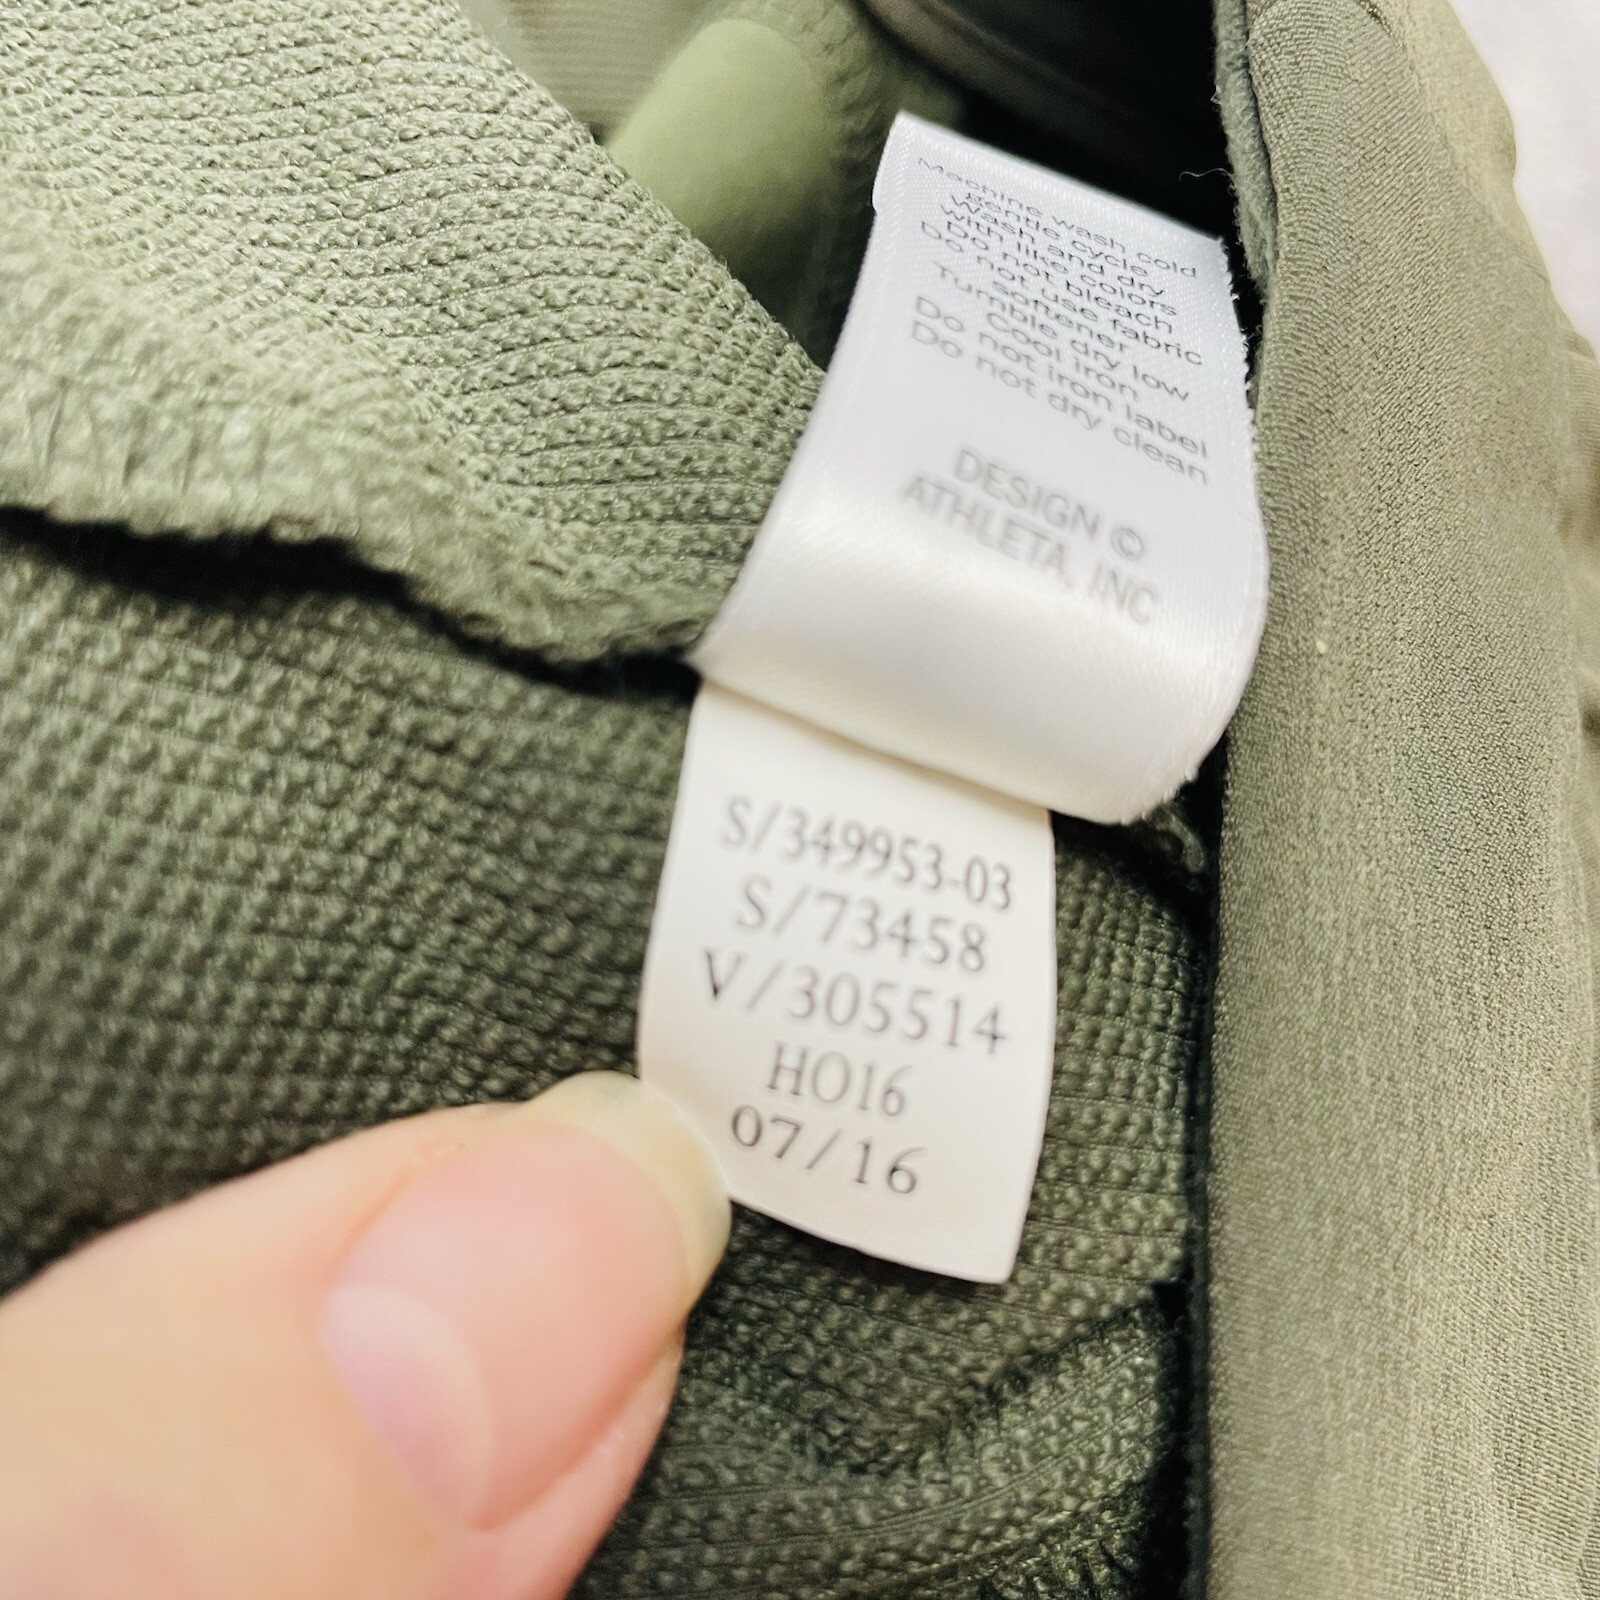 Machine wash cold
gentle cycle
Wash and dry
with like colors
Do not bleach
Do not use fabric
softener
Tumble dry low
Cool iron
Do not iron label
Do not dry clean
DESIGN ©
ATHLETA, INC
S/349953-03
S/73458
V/305514
HO16
07/16